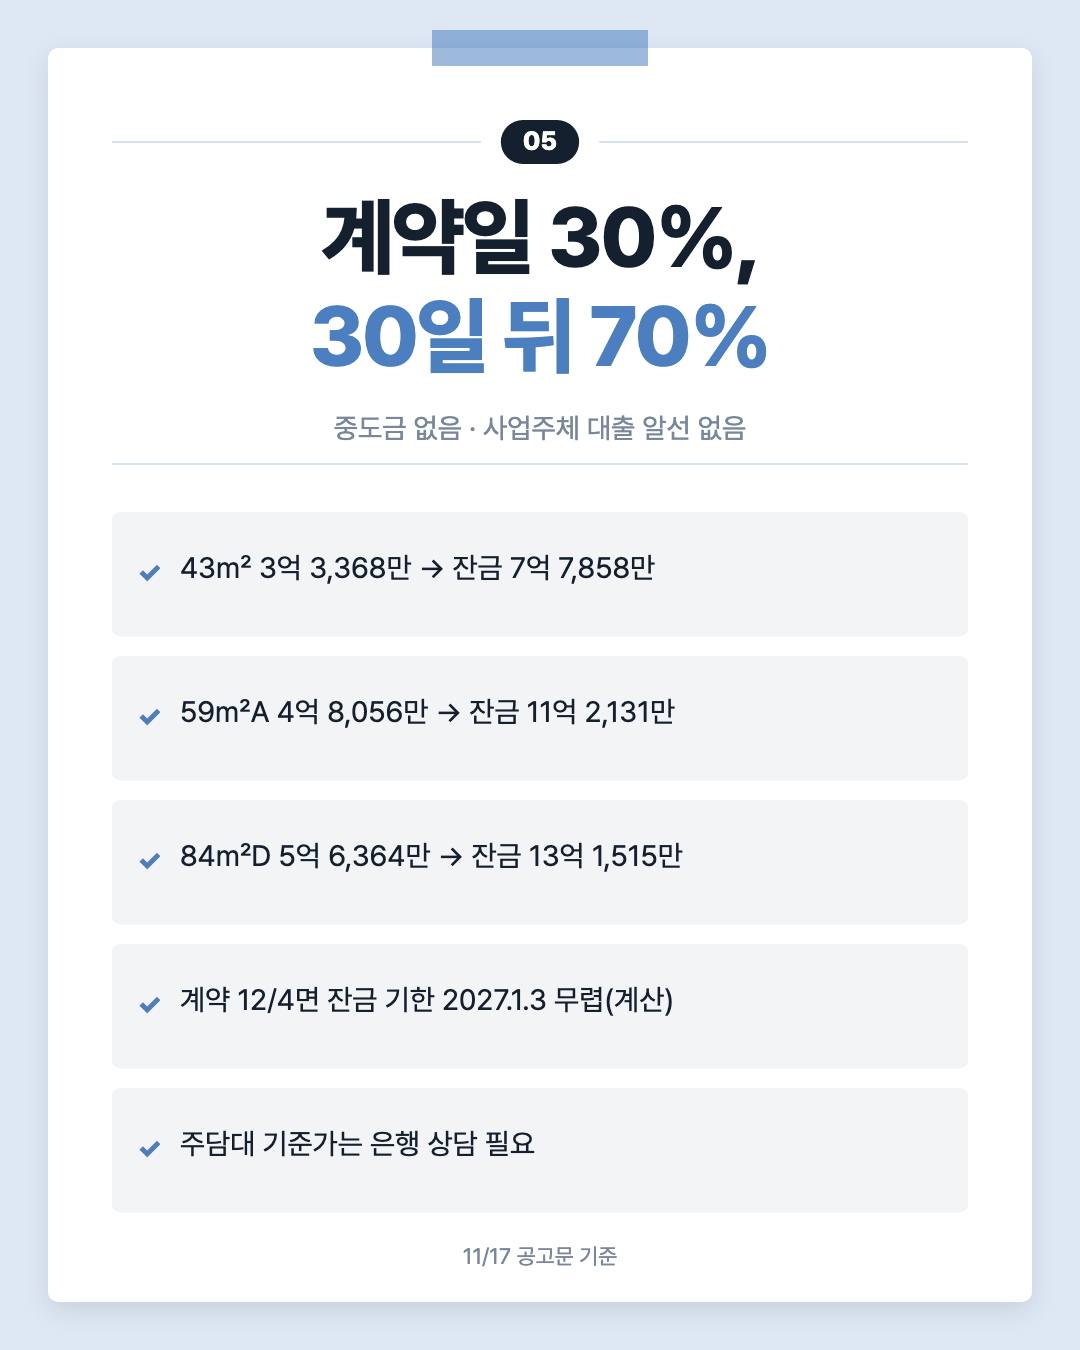 05
계약일 30%,
30일 뒤 70%
중도금 없음 · 사업주체 대출 알선 없음
43m² 3억 3,368만 → 잔금 7억 7,858만
59m²A 4억 8,056만 → 잔금 11억 2,131만
84m²D 5억 6,364만 → 잔금 13억 1,515만
계약 12/4면 잔금 기한 2027.1.3 무렵(계산)
주담대 기준가는 은행 상담 필요
11/17 공고문 기준